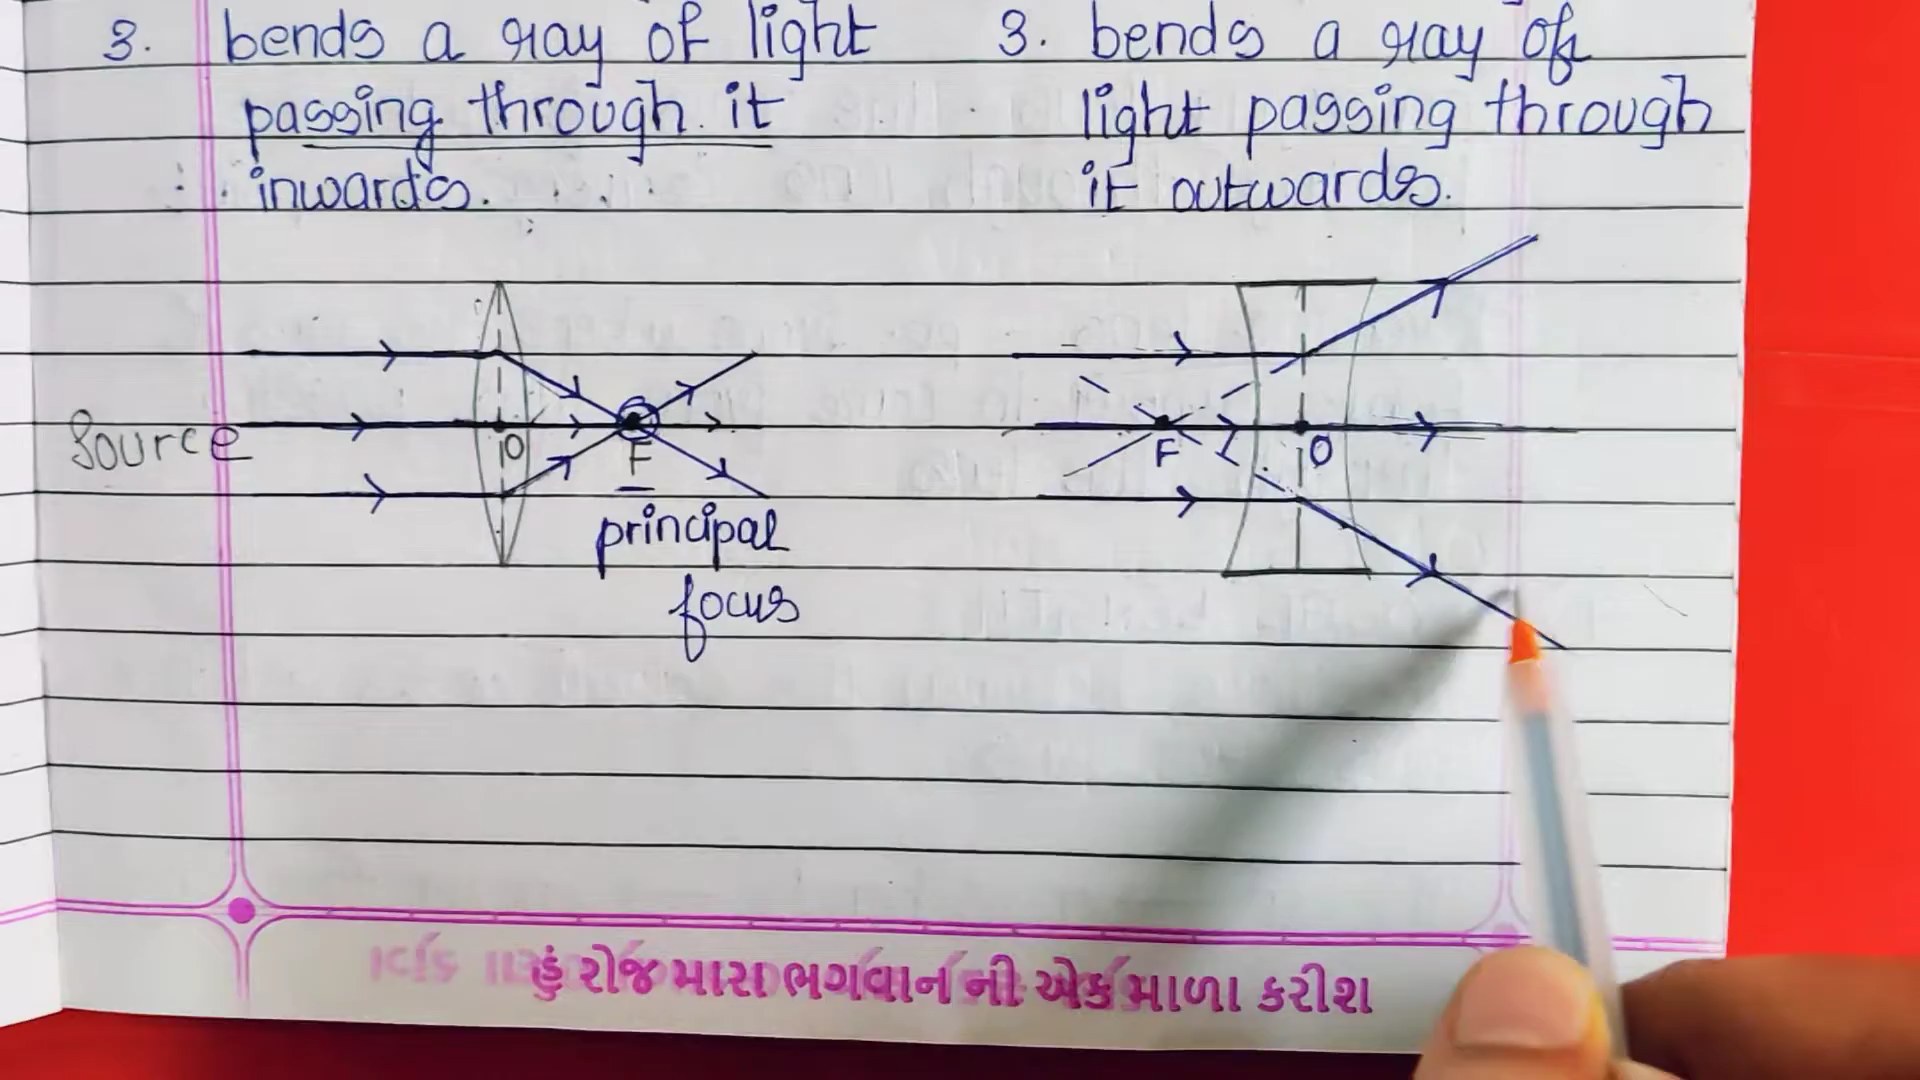 3. bends a ray of light
passing through it
inwards.
3. bends a ray of
light passing through
it outwards.
Source
O
F
principal
focus
F
O
હું રોજ મારા ભગવાન ની એક માળા કરીશ